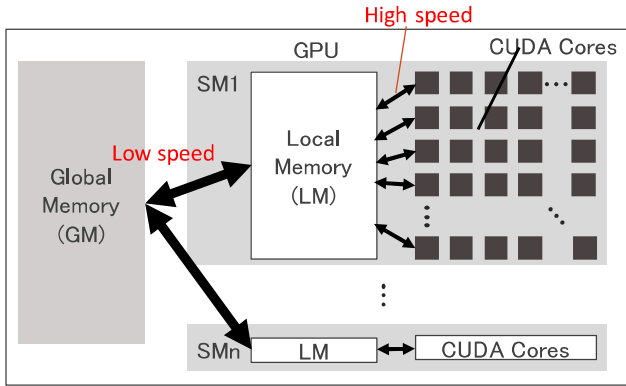 High speed
GPU
CUDA Cores
SM1
Low speed
Local
Memory
(LM)
Global
Memory
(GM)
SMn
LM
CUDA Cores